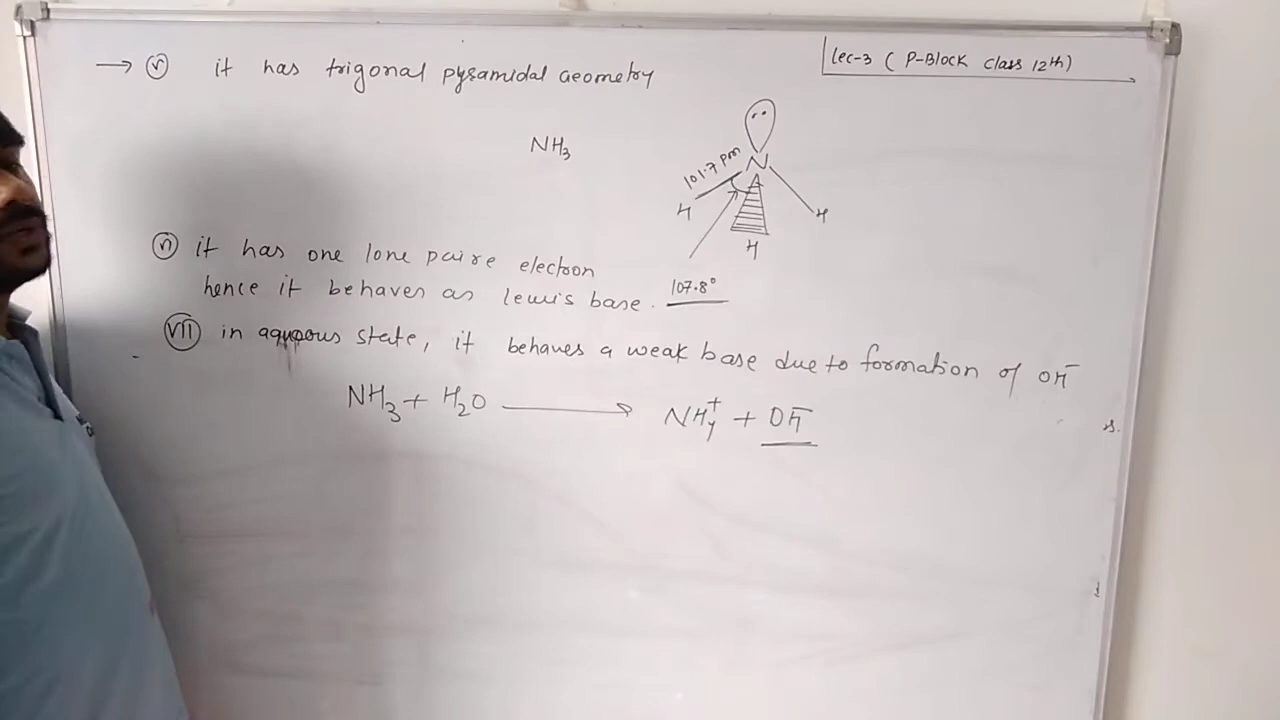 Lec-3 ( P-Block class 12th)
→ (v) it has trigonal pyramidal Geometry
NH₃
101.7 pm
N
H
H
H
107.8°
(vi) it has one lone paire electron
hence it behaves as lewis base.
(VII) in aqueous state, it behaves a weak base due to formation of OH⁻
NH₃ + H₂O → NH₄⁺ + OH⁻